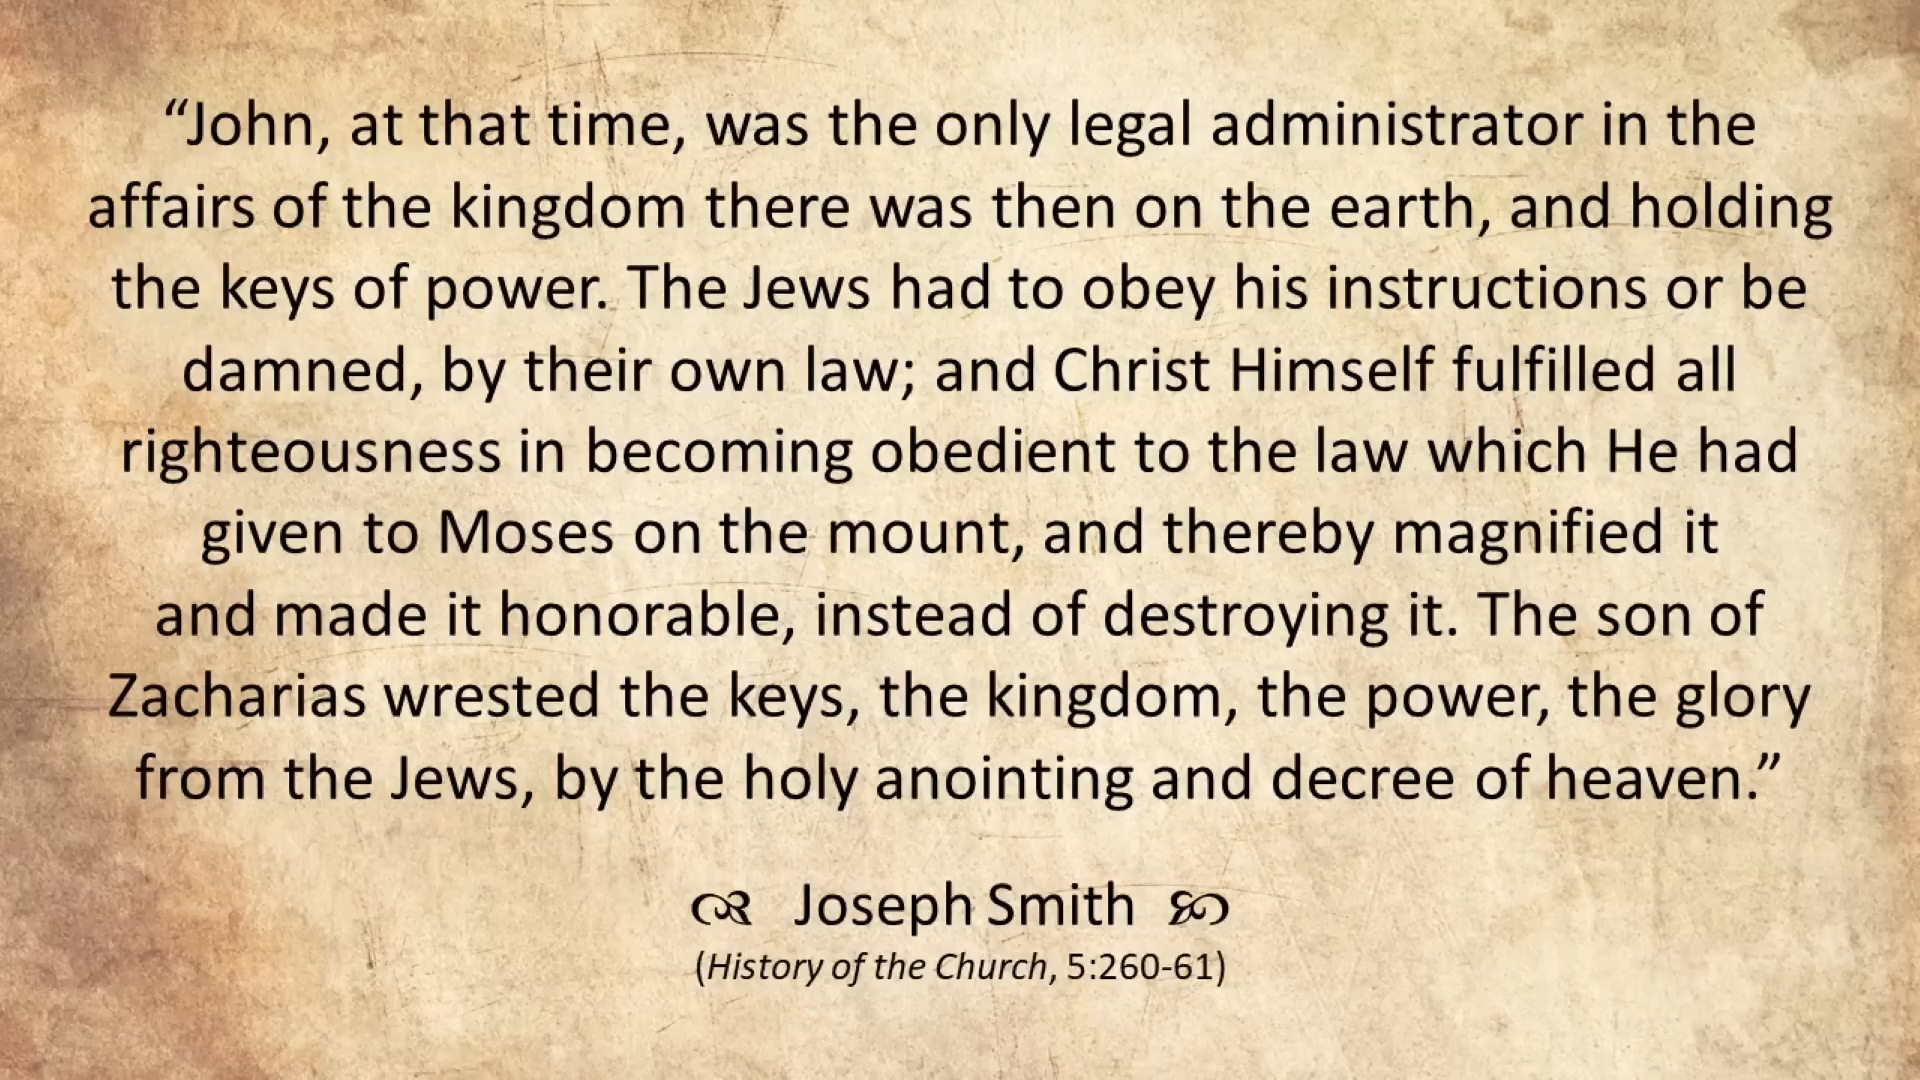 “John, at that time, was the only legal administrator in the
affairs of the kingdom there was then on the earth, and holding
the keys of power. The Jews had to obey his instructions or be
damned, by their own law; and Christ Himself fulfilled all
righteousness in becoming obedient to the law which He had
given to Moses on the mount, and thereby magnified it
and made it honorable, instead of destroying it. The son of
Zacharias wrested the keys, the kingdom, the power, the glory
from the Jews, by the holy anointing and decree of heaven.”
Joseph Smith
(History of the Church, 5:260-61)